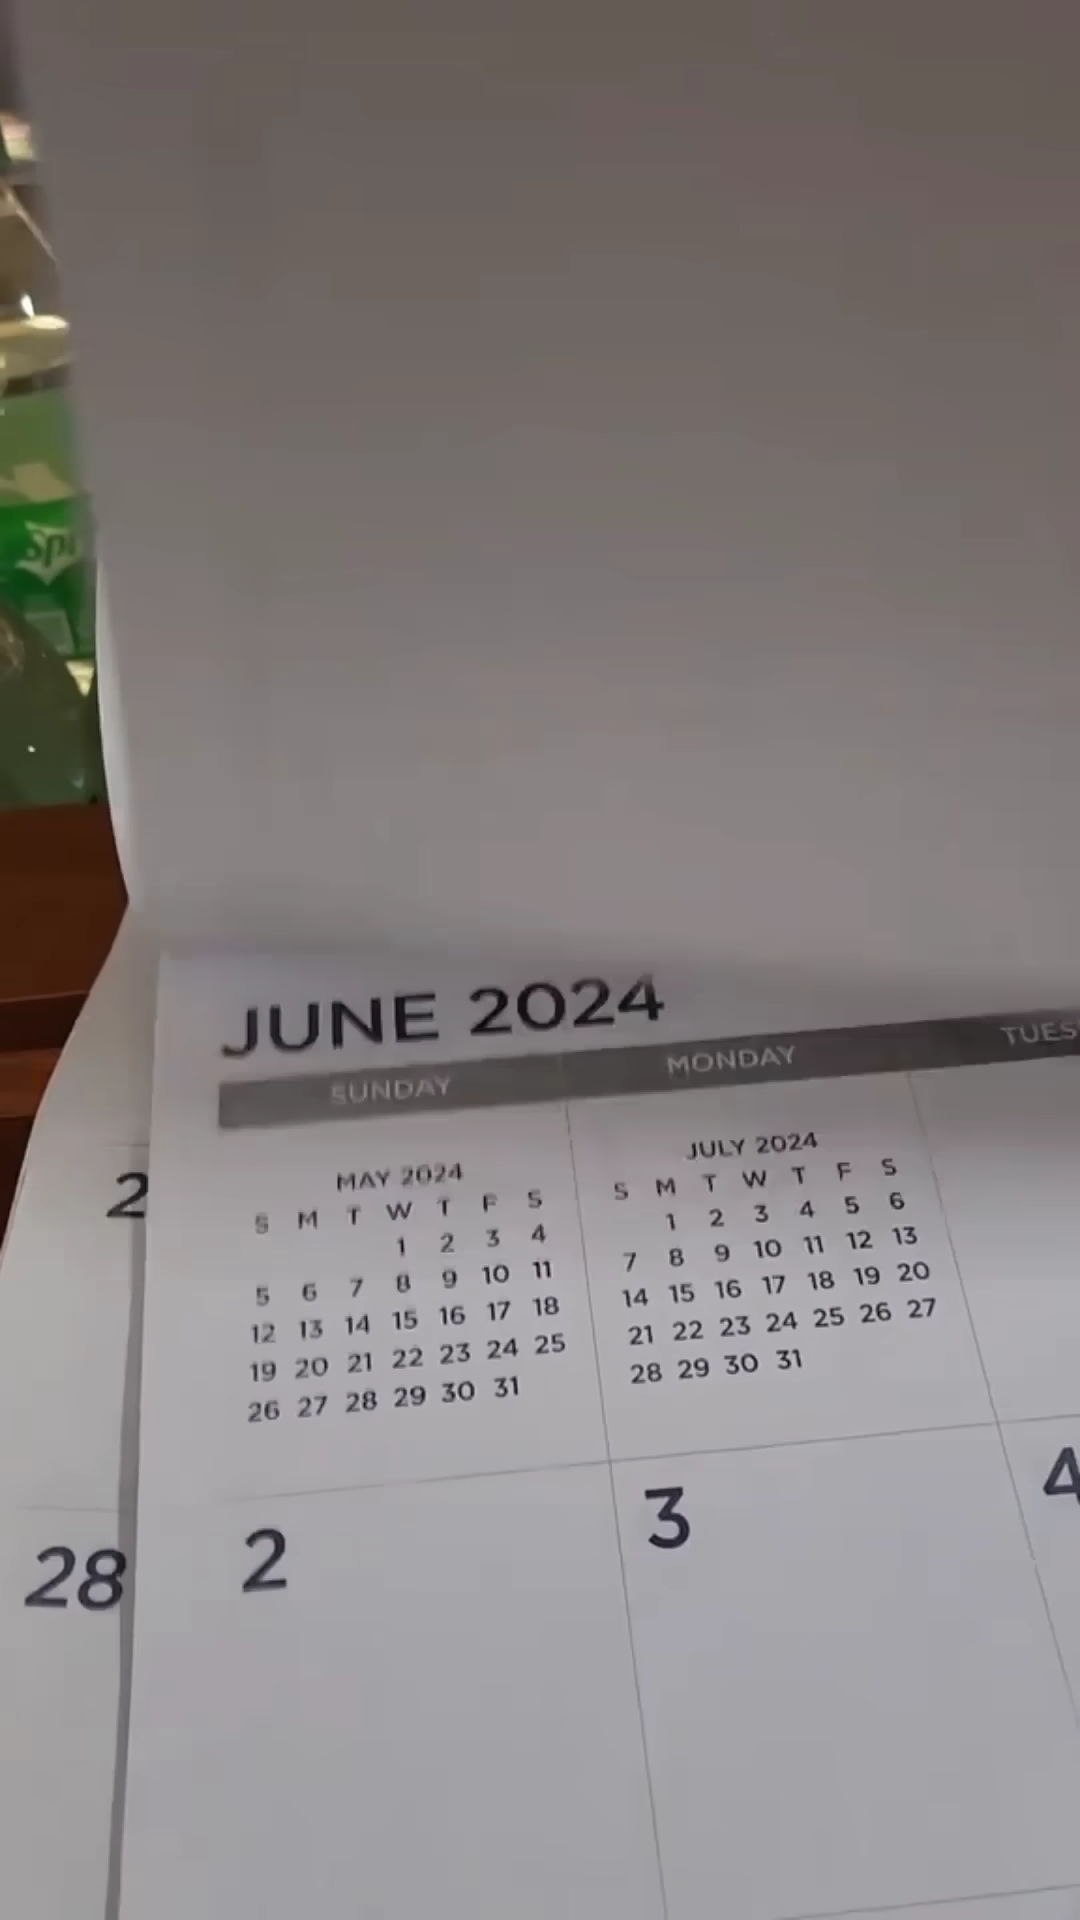 JUNE 2024
SUNDAY MONDAY TUES
MAY 2024
S M T W T F S
1 2 3 4
5 6 7 8 9 10 11
12 13 14 15 16 17 18
19 20 21 22 23 24 25
26 27 28 29 30 31
JULY 2024
S M T W T F S
1 2 3 4 5 6
7 8 9 10 11 12 13
14 15 16 17 18 19 20
21 22 23 24 25 26 27
28 29 30 31
2 3 4
2
28
Spr